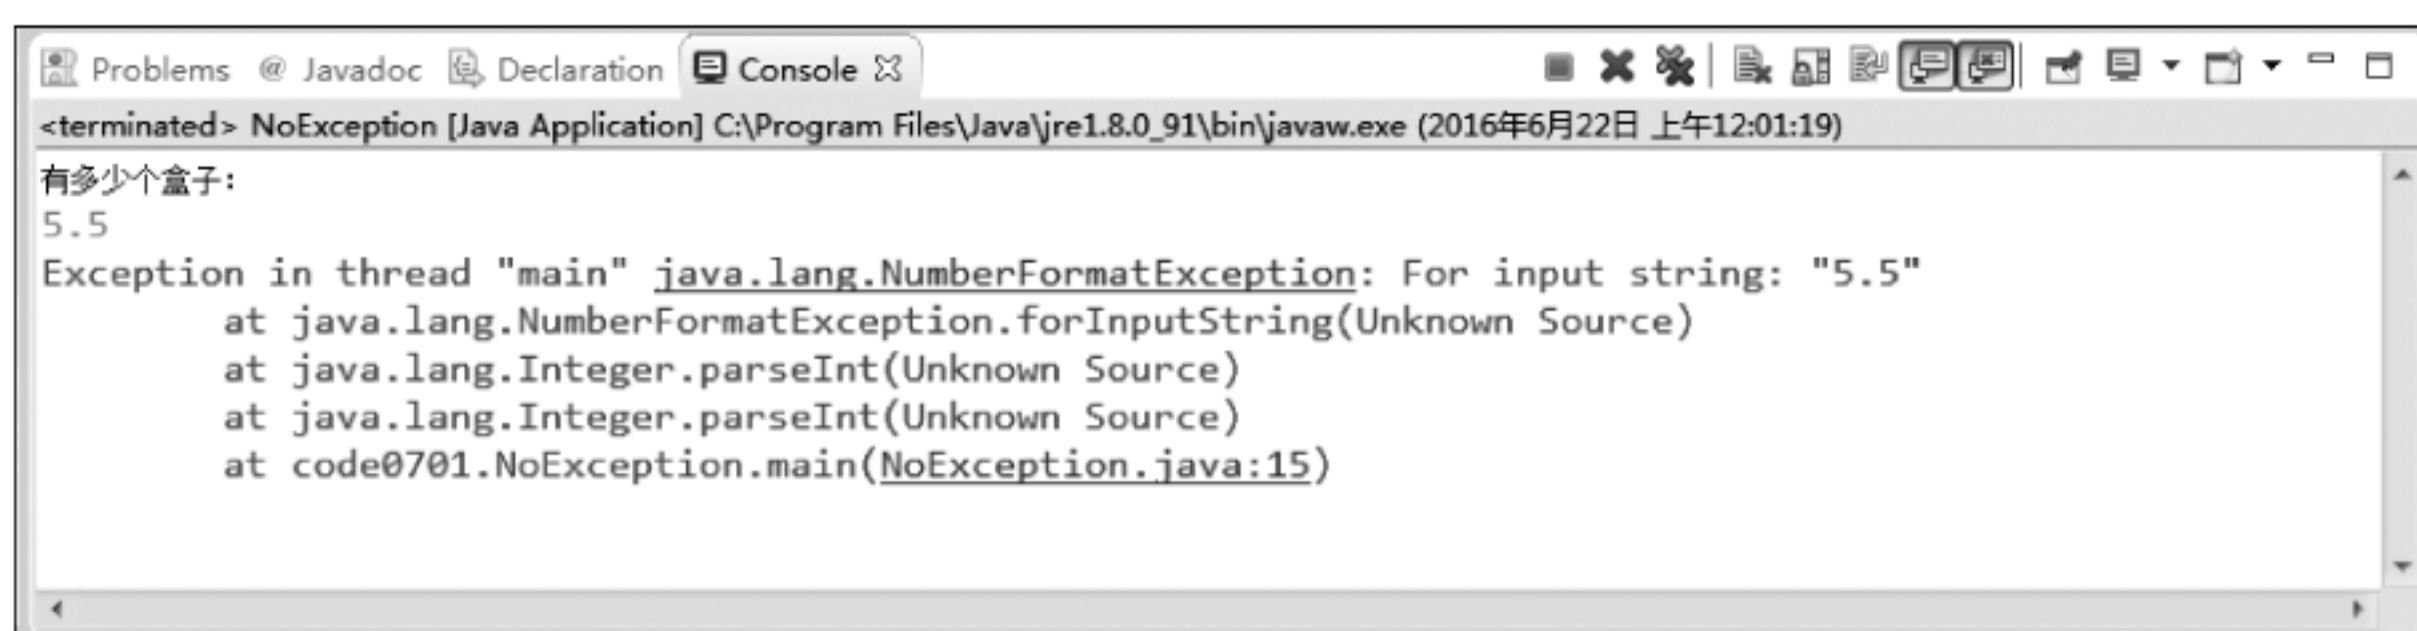 Problems @ Javadoc Declaration Console
<terminated> NoException [Java Application] C:\Program Files\Java\jre1.8.0_91\bin\javaw.exe (2016年6月22日 上午12:01:19)
有多少个盒子：
5.5
Exception in thread "main" java.lang.NumberFormatException: For input string: "5.5"
at java.lang.NumberFormatException.forInputString(Unknown Source)
at java.lang.Integer.parseInt(Unknown Source)
at java.lang.Integer.parseInt(Unknown Source)
at code0701.NoException.main(NoException.java:15)